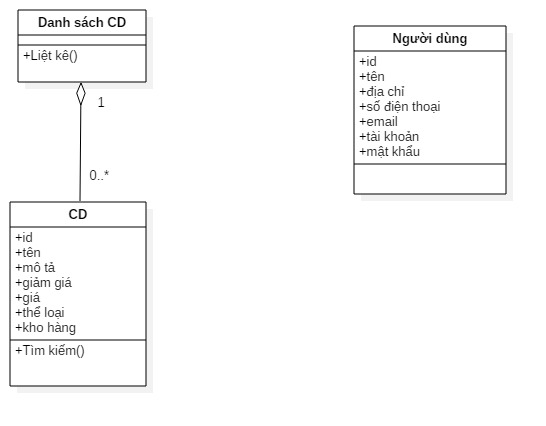 Danh sách CD
+Liệt kê()
1
0..*
CD
+id
+tên
+mô tả
+giảm giá
+giá
+thể loại
+kho hàng
+Tìm kiếm()
Người dùng
+id
+tên
+địa chỉ
+số điện thoại
+email
+tài khoản
+mật khẩu